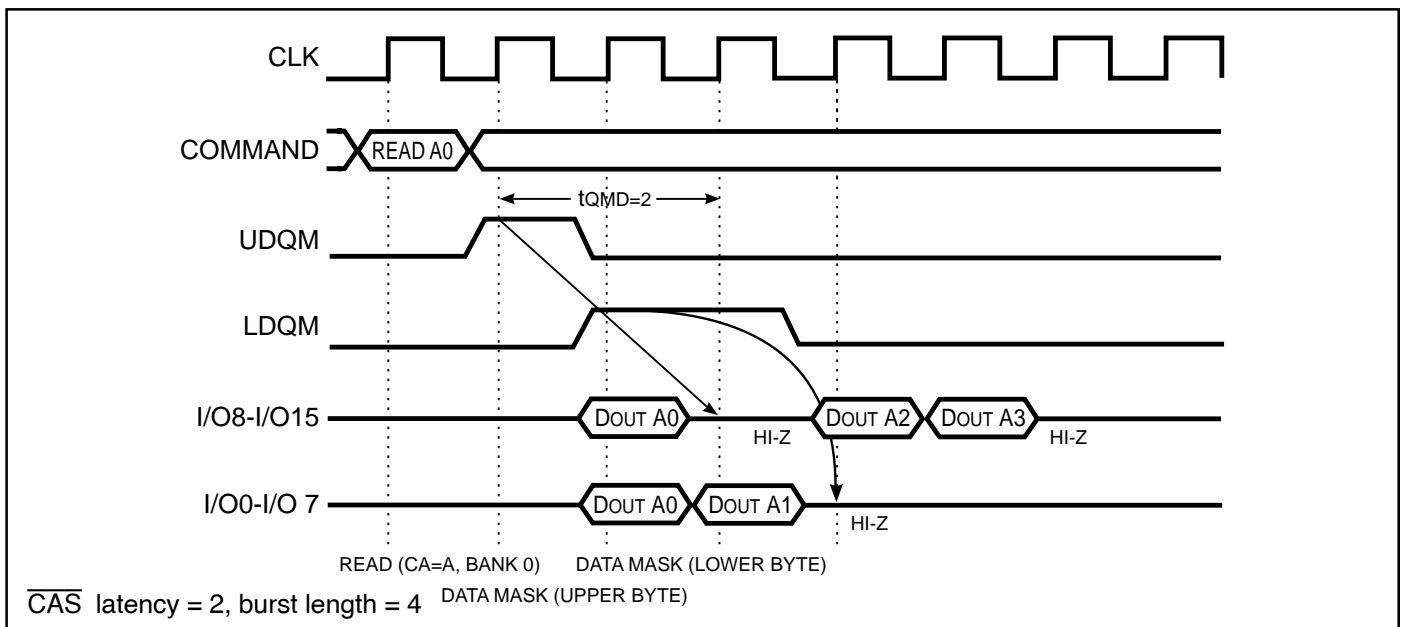 CLK
COMMAND READ A0
tQMD=2
UDQM
LDQM
I/O8-I/O15 DOUT A0 HI-Z DOUT A2 DOUT A3 HI-Z
I/O0-I/O 7 DOUT A0 DOUT A1 HI-Z
READ (CA=A, BANK 0) DATA MASK (LOWER BYTE)
CAS latency = 2, burst length = 4 DATA MASK (UPPER BYTE)